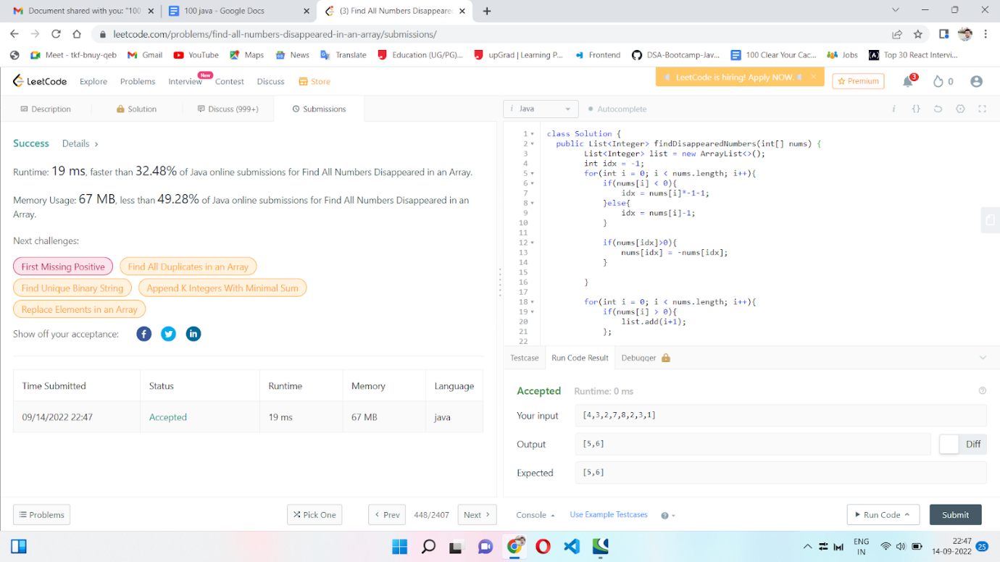 Document shared with you: "100
100 java - Google Docs
(3) Find All Numbers Disappeared
leetcode.com/problems/find-all-numbers-disappeared-in-an-array/submissions/
Meet - tkf-bnuy-qeb
Gmail
YouTube
Maps
News
Translate
Education (UG/PG)...
upGrad | Learning P...
Frontend
DSA-Bootcamp-Jav...
100 Clear Your Cac...
Jobs
Top 30 React Intervi...
LeetCode
Explore
Problems
Interview
New
Contest
Discuss
Store
LeetCode is hiring! Apply NOW.
Premium
3
0
Description
Solution
Discuss (999+)
Submissions
i Java
Autocomplete
Success
Details
Runtime: 19 ms, faster than 32.48% of Java online submissions for Find All Numbers Disappeared in an Array.
Memory Usage: 67 MB, less than 49.28% of Java online submissions for Find All Numbers Disappeared in an
Array.
Next challenges:
First Missing Positive
Find All Duplicates in an Array
Find Unique Binary String
Append K Integers With Minimal Sum
Replace Elements in an Array
Show off your acceptance:
Time Submitted Status Runtime Memory Language
09/14/2022 22:47 Accepted 19 ms 67 MB java
1 class Solution {
2 public List<Integer> findDisappearedNumbers(int[] nums) {
3 List<Integer> list = new ArrayList<>();
4 int idx = -1;
5 for(int i = 0; i < nums.length; i++){
6 if(nums[i] < 0){
7 idx = nums[i]*-1-1;
8 }else{
9 idx = nums[i]-1;
10 }
11
12 if(nums[idx]>0){
13 nums[idx] = -nums[idx];
14 }
15
16 }
17
18 for(int i = 0; i < nums.length; i++){
19 if(nums[i] > 0){
20 list.add(i+1);
21 };
22
Testcase
Run Code Result
Debugger
Accepted
Runtime: 0 ms
Your input
[4,3,2,7,8,2,3,1]
Output
[5,6]
Diff
Expected
[5,6]
Problems
Pick One
Prev
448/2407
Next
Console
Use Example Testcases
Run Code
Submit
ENG
IN
22:47
14-09-2022
25